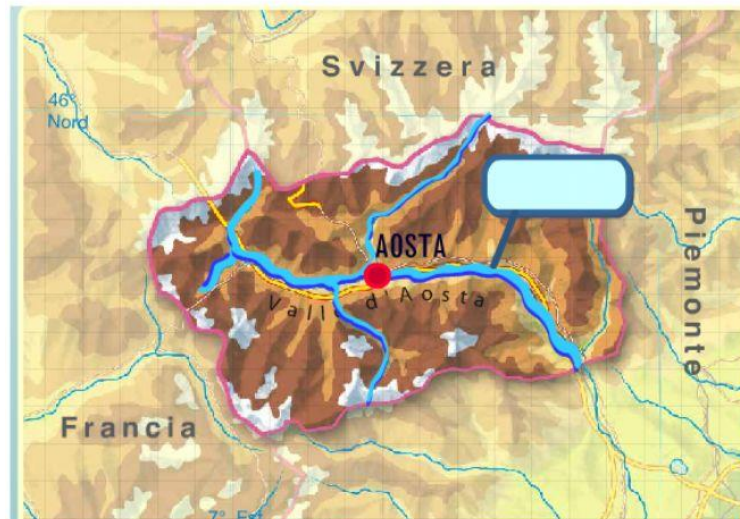 Svizzera
46°
Nord
Piemonte
AOSTA
Valle d'Aosta
Francia
7° Est